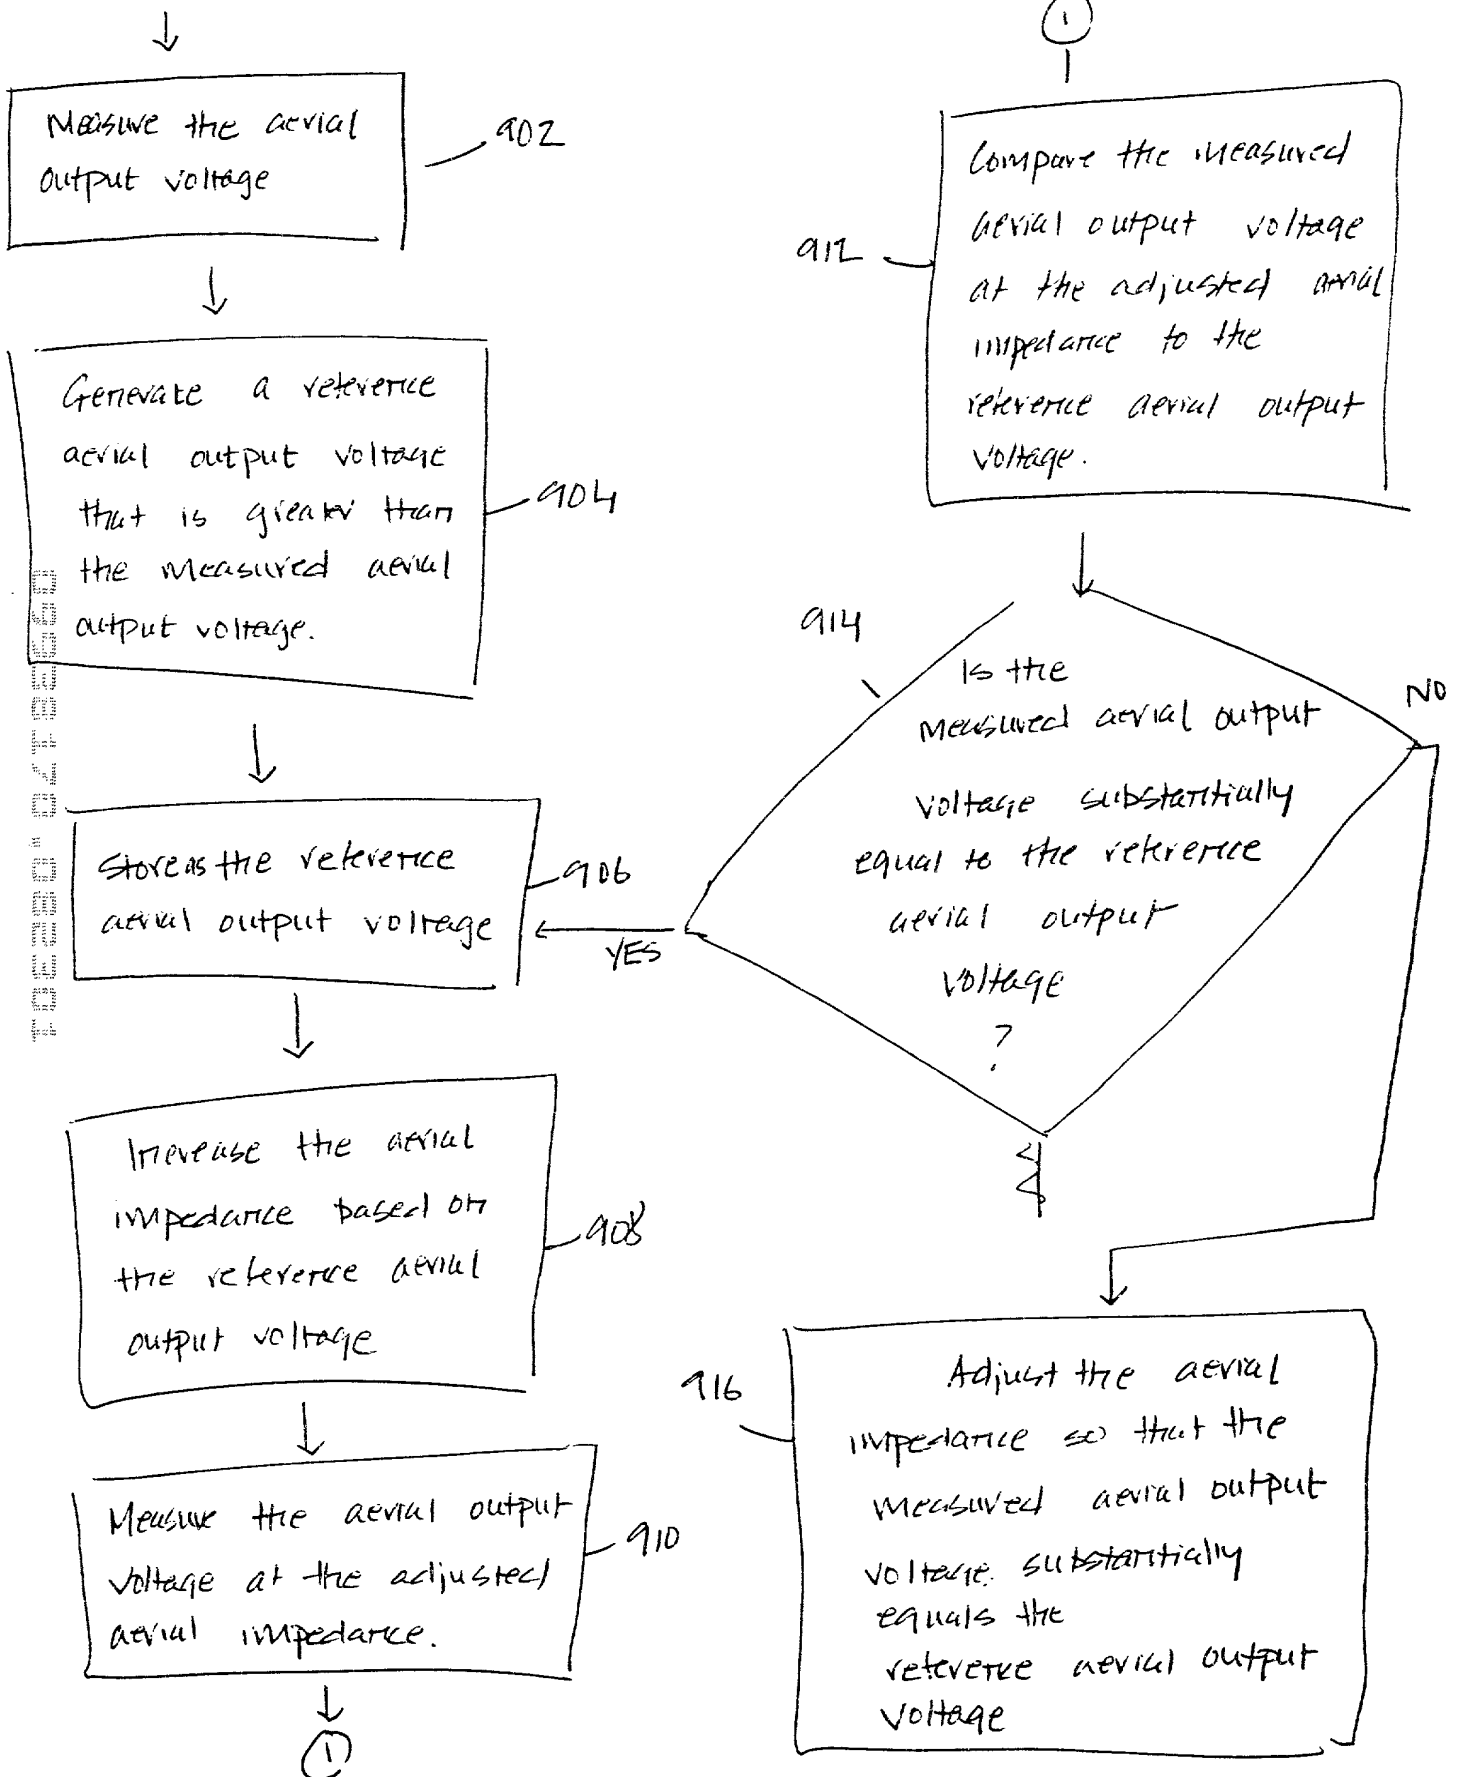 Measure the aerial
output voltage
902
Generate a reference
aerial output voltage
that is greater than
the measured aerial
output voltage.
904
Store as the reference
aerial output voltage
906
Increase the aerial
impedance based on
the reference aerial
output voltage
908
Measure the aerial output
voltage at the adjusted
aerial impedance.
910
1
1
Compare the measured
aerial output voltage
at the adjusted aerial
impedance to the
reference aerial output
voltage.
912
914
Is the
measured aerial output
voltage substantially
equal to the reference
aerial output
voltage
?
YES
NO
Adjust the aerial
impedance so that the
measured aerial output
voltage substantially
equals the
reference aerial output
voltage
916